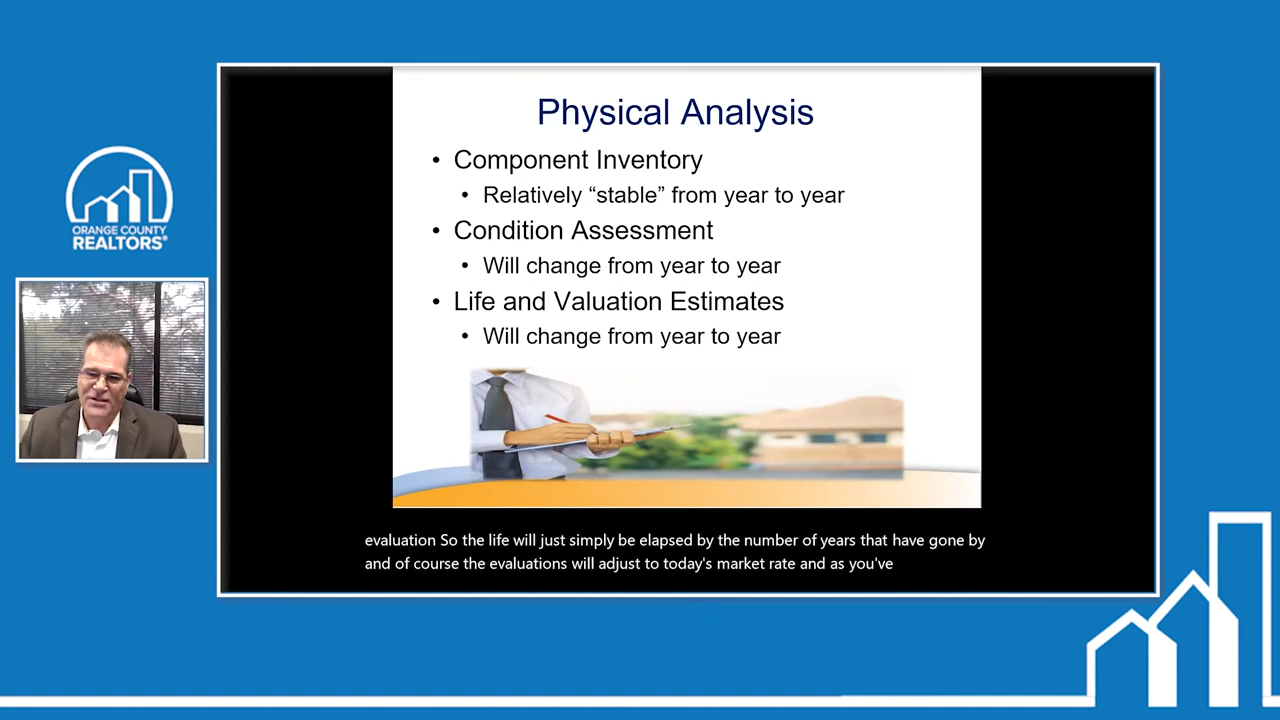 Physical Analysis
• Component Inventory
• Relatively “stable” from year to year
• Condition Assessment
• Will change from year to year
• Life and Valuation Estimates
• Will change from year to year
ORANGE COUNTY
REALTORS®
evaluation So the life will just simply be elapsed by the number of years that have gone by
and of course the evaluations will adjust to today's market rate and as you've